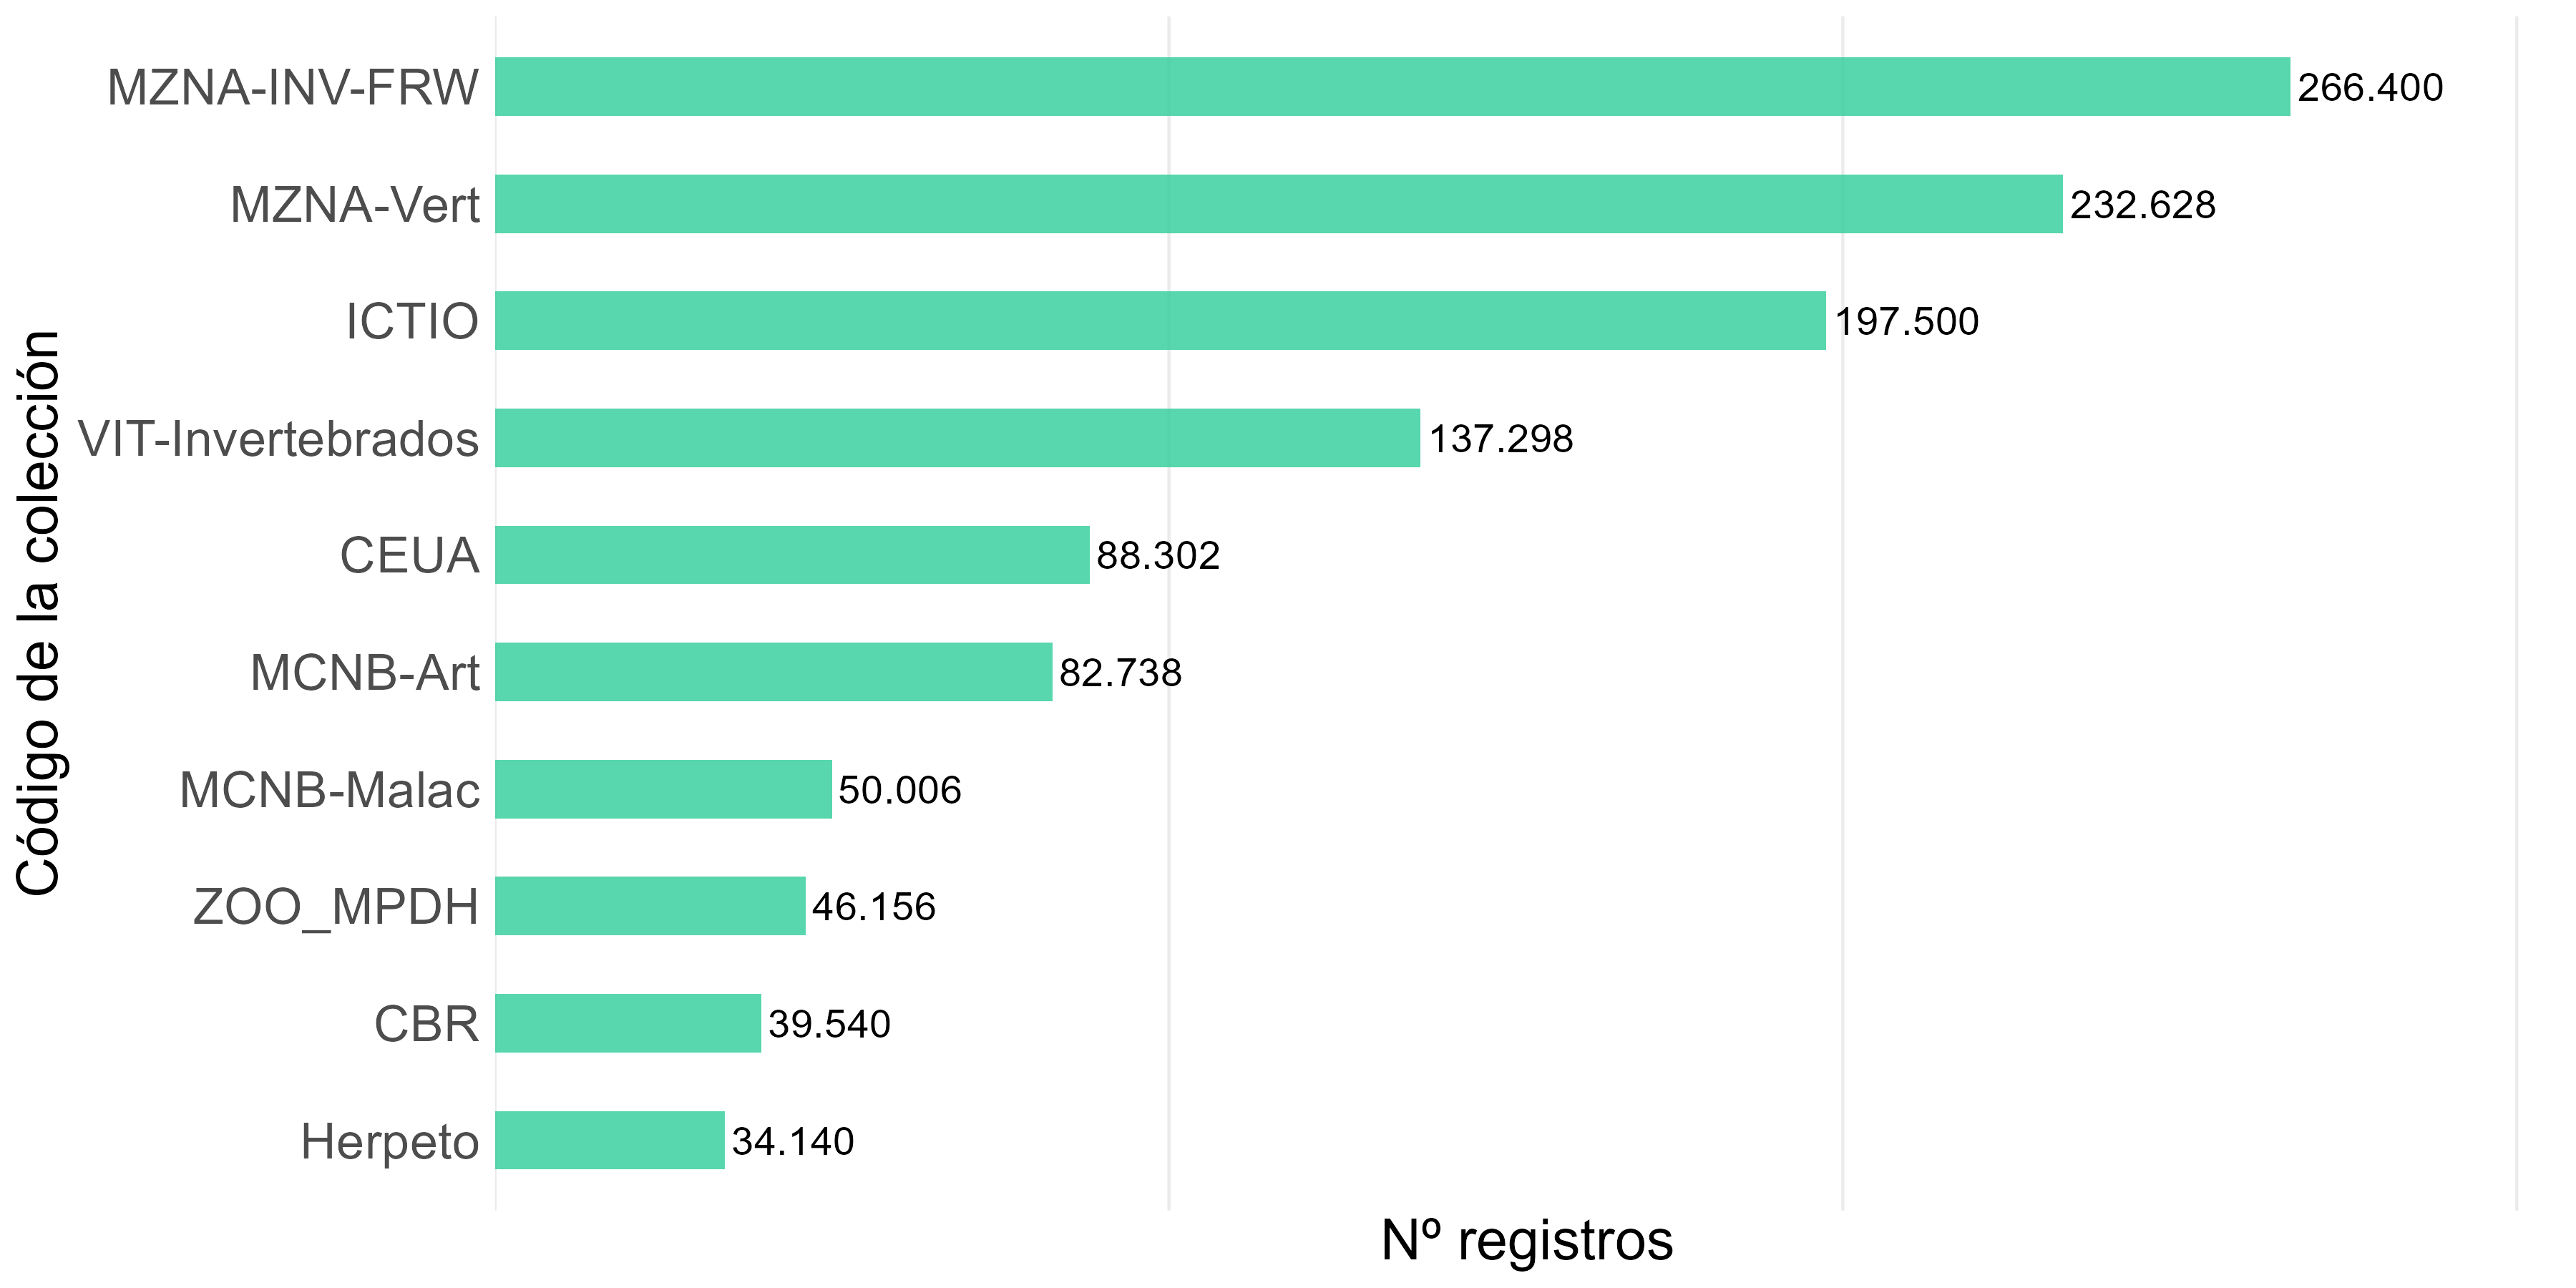 Código de la colección
MZNA-INV-FRW 266.400
MZNA-Vert 232.628
ICTIO 197.500
VIT-Invertebrados 137.298
CEUA 88.302
MCNB-Art 82.738
MCNB-Malac 50.006
ZOO_MPDH 46.156
CBR 39.540
Herpeto 34.140
Nº registros